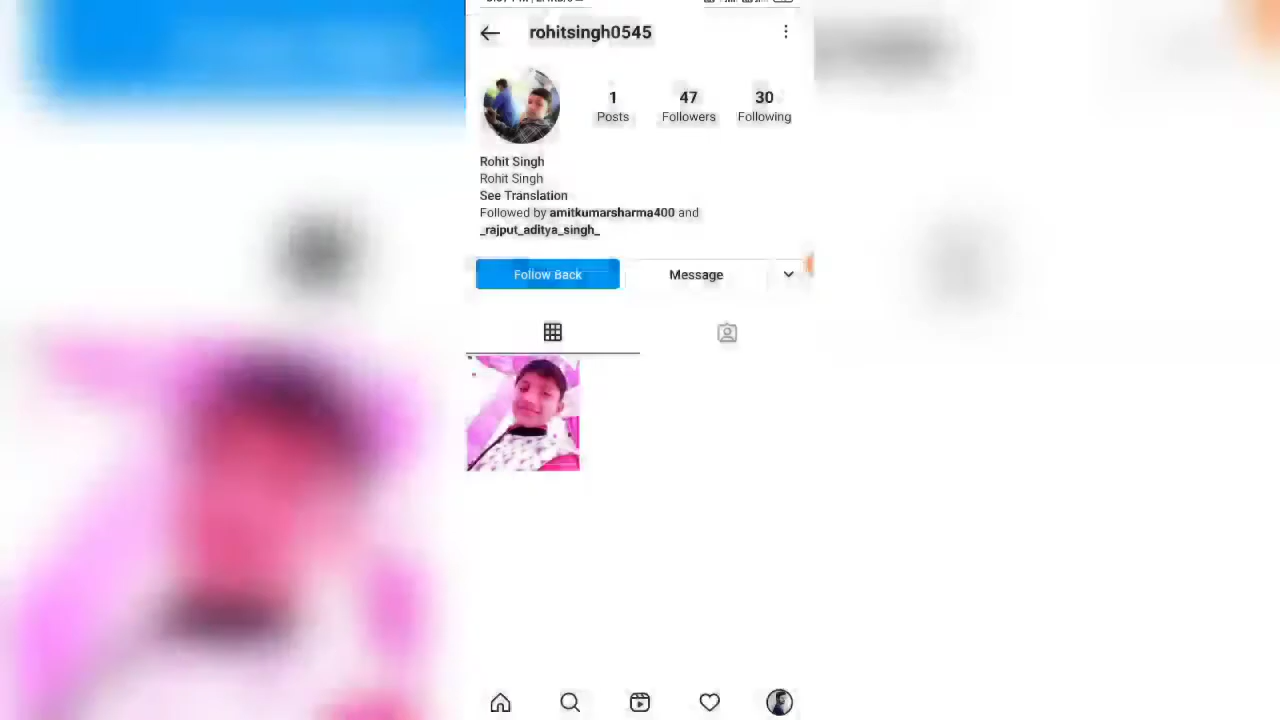 rohitsingh0545
1 47 30
Posts Followers Following
Rohit Singh
Rohit Singh
See Translation
Followed by amitkumarsharma400 and
_rajput_aditya_singh_
Follow Back Message